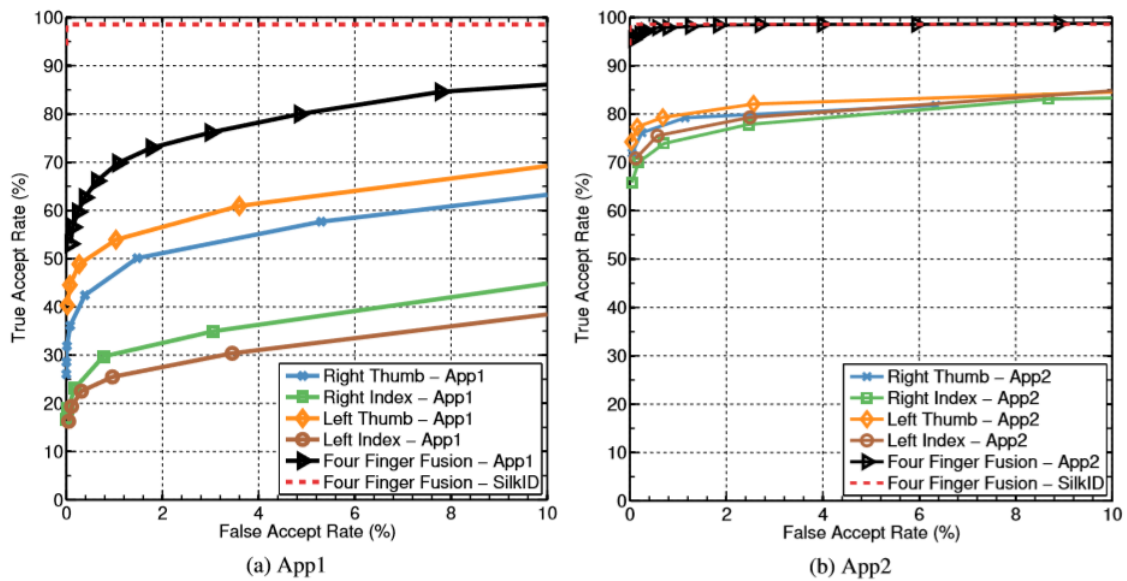 100
90
80
70
60
50
40
30
20
10
0
True Accept Rate (%)
Right Thumb – App1
Right Index – App1
Left Thumb – App1
Left Index – App1
Four Finger Fusion – App1
Four Finger Fusion – SilkID
0 2 4 6 8 10
False Accept Rate (%)
(a) App1
100
90
80
70
60
50
40
30
20
10
0
True Accept Rate (%)
Right Thumb – App2
Right Index – App2
Left Thumb – App2
Left Index – App2
Four Finger Fusion – App2
Four Finger Fusion – SilkID
0 2 4 6 8 10
False Accept Rate (%)
(b) App2